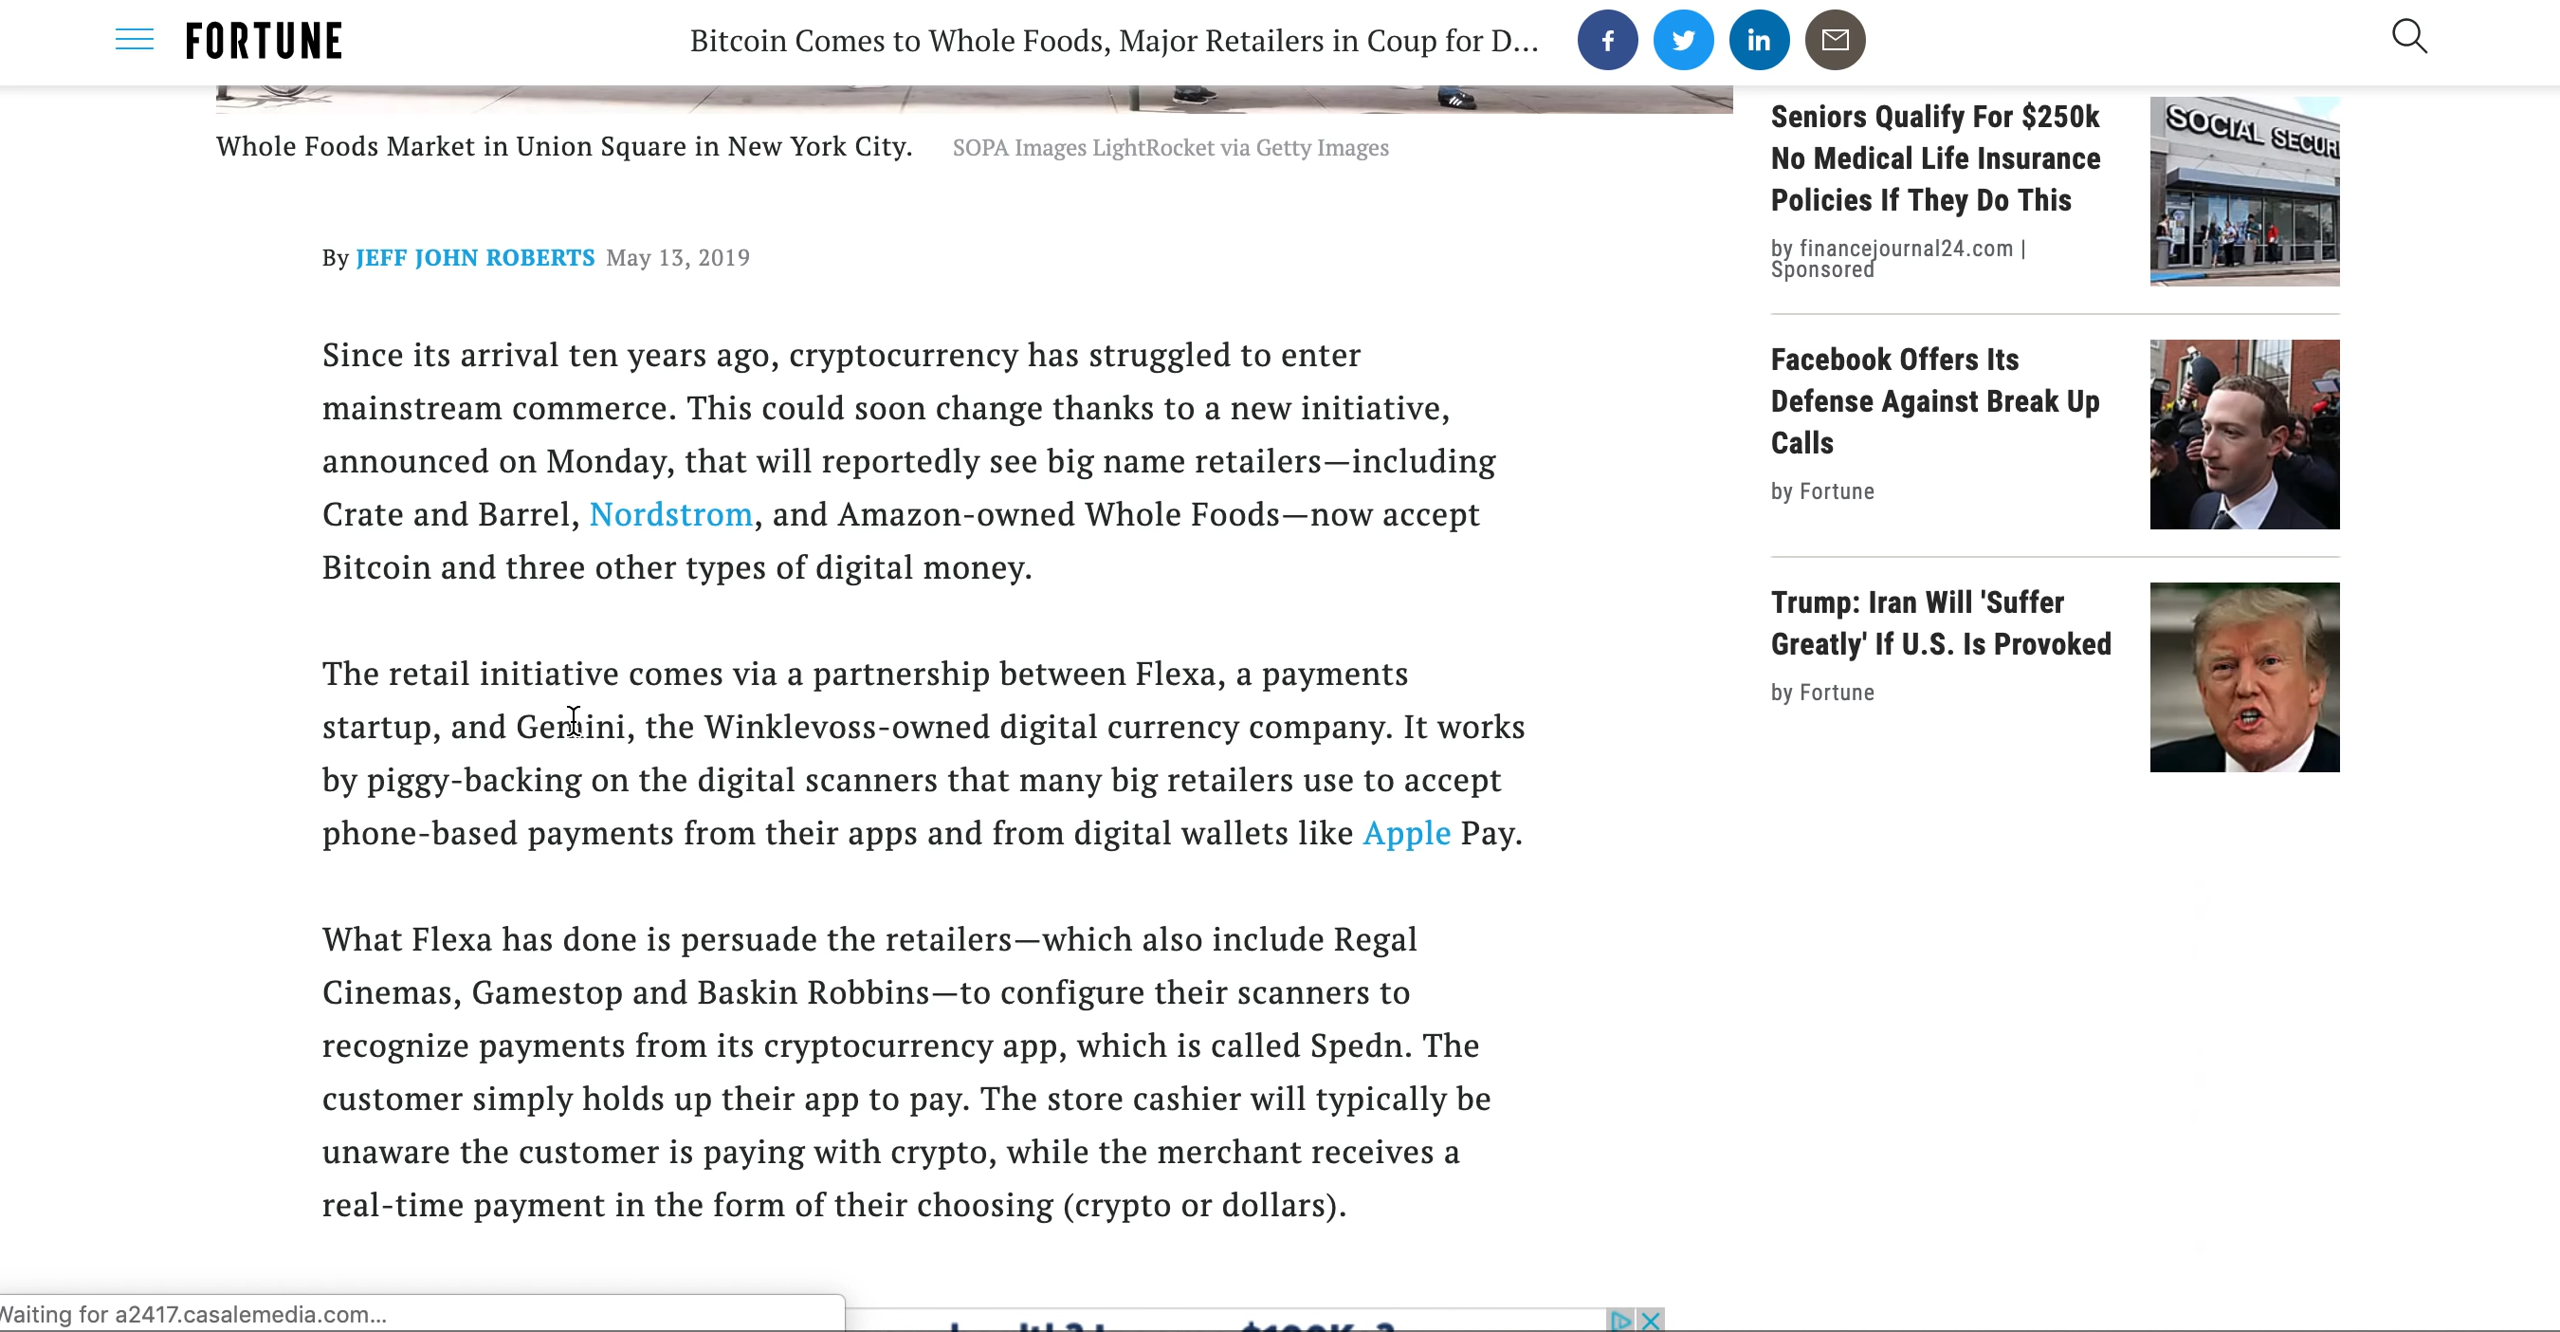 FORTUNE
Bitcoin Comes to Whole Foods, Major Retailers in Coup for D...
Whole Foods Market in Union Square in New York City. SOPA Images LightRocket via Getty Images
By JEFF JOHN ROBERTS May 13, 2019
Since its arrival ten years ago, cryptocurrency has struggled to enter
mainstream commerce. This could soon change thanks to a new initiative,
announced on Monday, that will reportedly see big name retailers—including
Crate and Barrel, Nordstrom, and Amazon-owned Whole Foods—now accept
Bitcoin and three other types of digital money.
The retail initiative comes via a partnership between Flexa, a payments
startup, and Gemini, the Winklevoss-owned digital currency company. It works
by piggy-backing on the digital scanners that many big retailers use to accept
phone-based payments from their apps and from digital wallets like Apple Pay.
What Flexa has done is persuade the retailers—which also include Regal
Cinemas, Gamestop and Baskin Robbins—to configure their scanners to
recognize payments from its cryptocurrency app, which is called Spedn. The
customer simply holds up their app to pay. The store cashier will typically be
unaware the customer is paying with crypto, while the merchant receives a
real-time payment in the form of their choosing (crypto or dollars).
Seniors Qualify For $250k
No Medical Life Insurance
Policies If They Do This
by financejournal24.com |
Sponsored
SOCIAL SECUR
Facebook Offers Its
Defense Against Break Up
Calls
by Fortune
Trump: Iran Will 'Suffer
Greatly' If U.S. Is Provoked
by Fortune
Waiting for a2417.casalemedia.com...